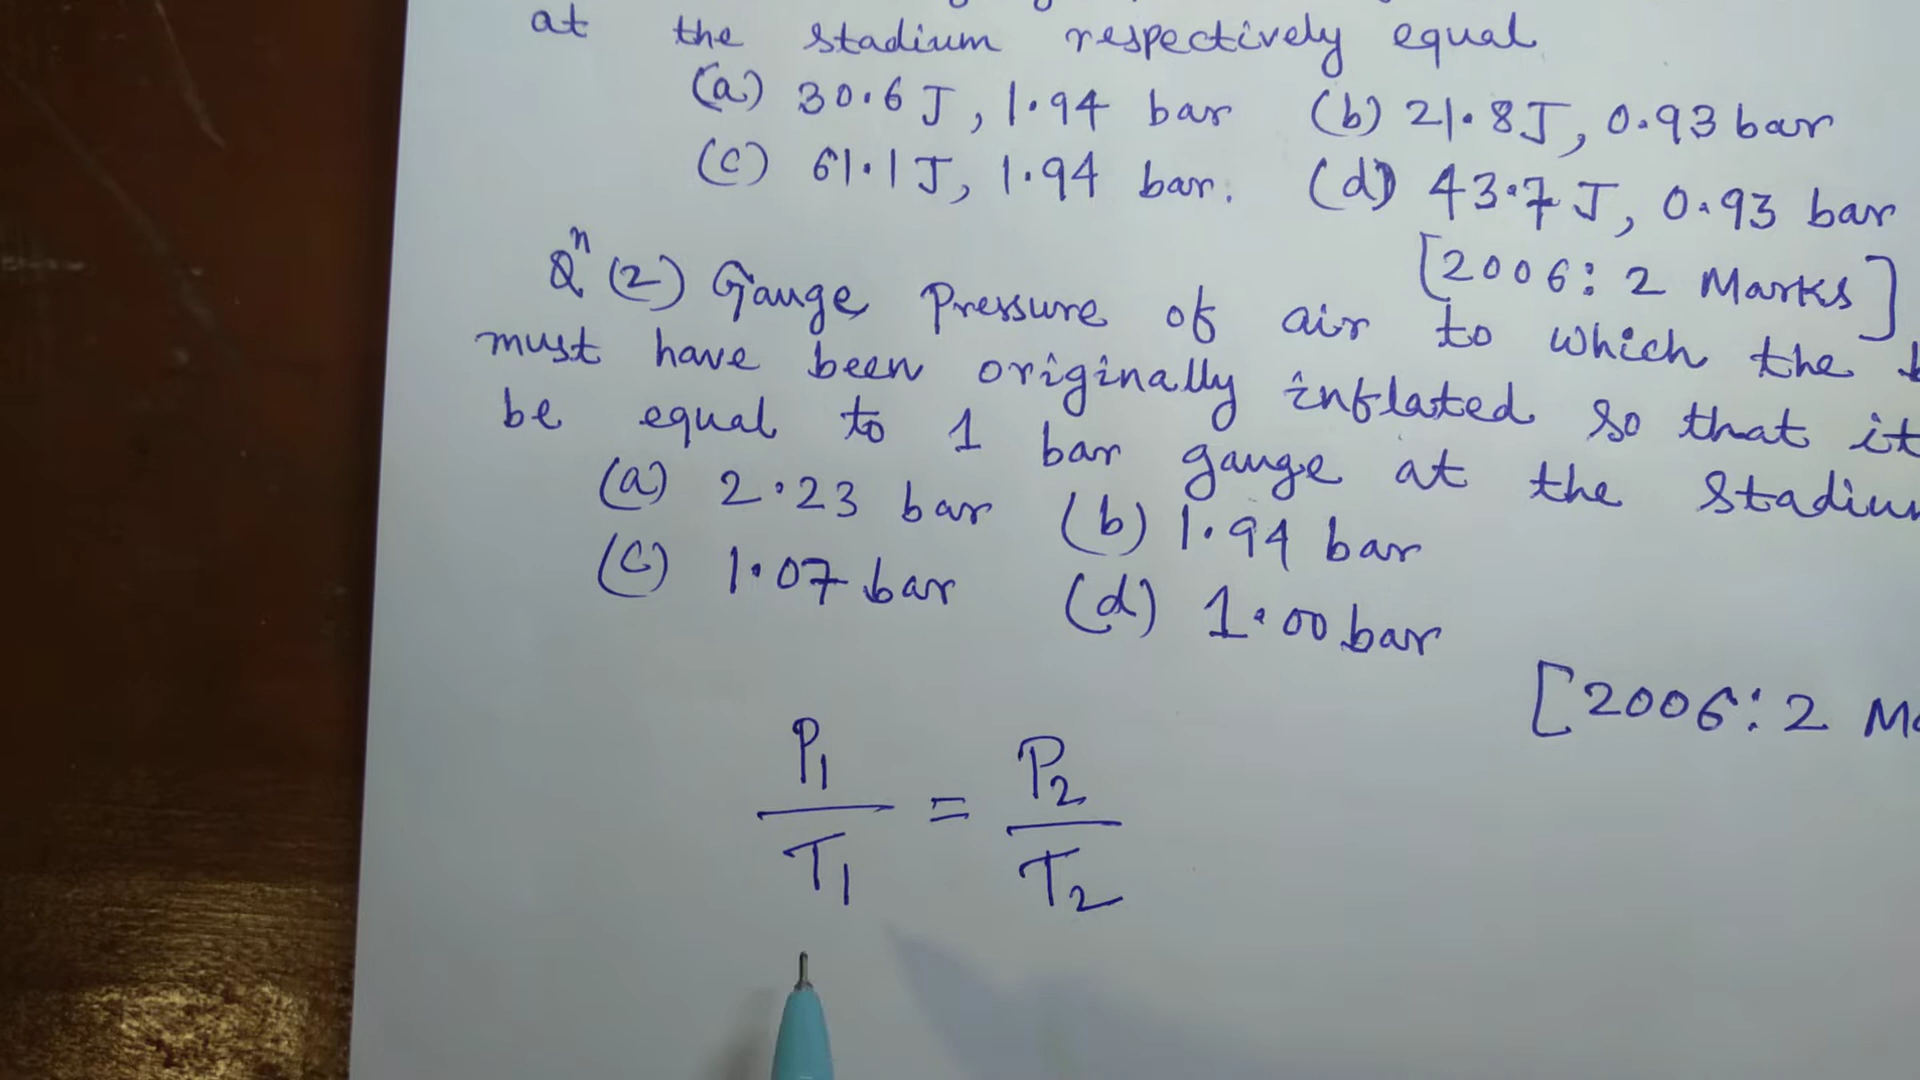 at the stadium respectively equal
(a) 30.6 J, 1.94 bar (b) 21.8 J, 0.93 bar
(c) 61.1 J, 1.94 bar. (d) 43.7 J, 0.93 bar
[2006: 2 Marks]
Qⁿ (2) Gauge pressure of air to which the
must have been originally inflated so that it
be equal to 1 bar gauge at the stadium
(a) 2.23 bar (b) 1.94 bar
(c) 1.07 bar (d) 1.00 bar
[2006: 2
P₁ / T₁ = P₂ / T₂